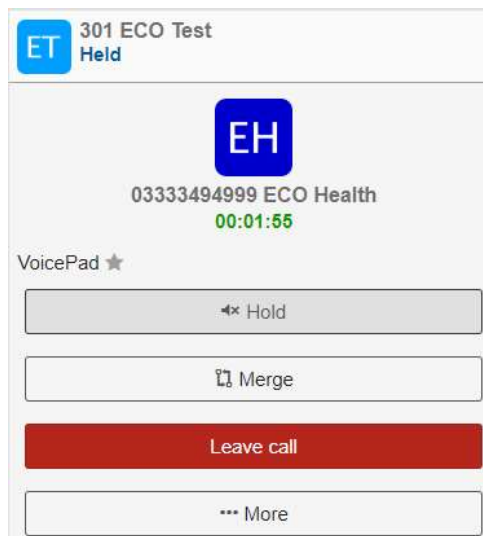 ET
301 ECO Test
Held
EH
03333494999 ECO Health
00:01:55
VoicePad
Hold
Merge
Leave call
More